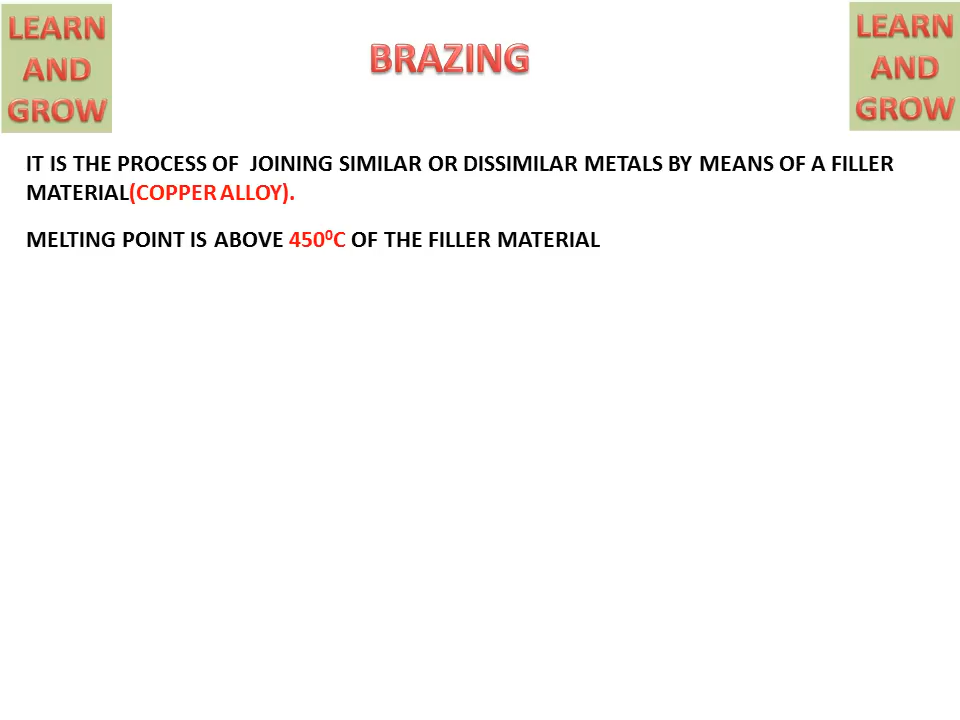 LEARN
AND
GROW
BRAZING
LEARN
AND
GROW
IT IS THE PROCESS OF  JOINING SIMILAR OR DISSIMILAR METALS BY MEANS OF A FILLER
MATERIAL(COPPER ALLOY).
MELTING POINT IS ABOVE 450⁰C OF THE FILLER MATERIAL